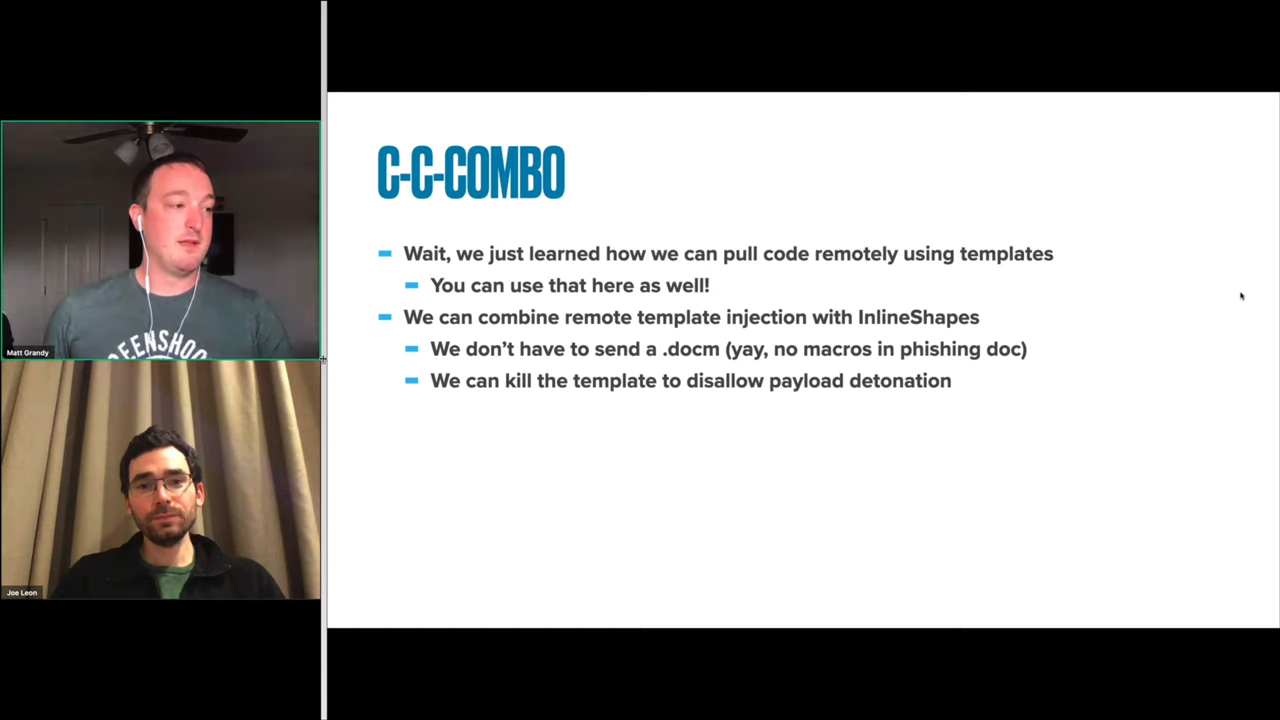 C-C-COMBO
Wait, we just learned how we can pull code remotely using templates
You can use that here as well!
We can combine remote template injection with InlineShapes
We don't have to send a .docm (yay, no macros in phishing doc)
We can kill the template to disallow payload detonation
Matt Grandy
Joe Leon